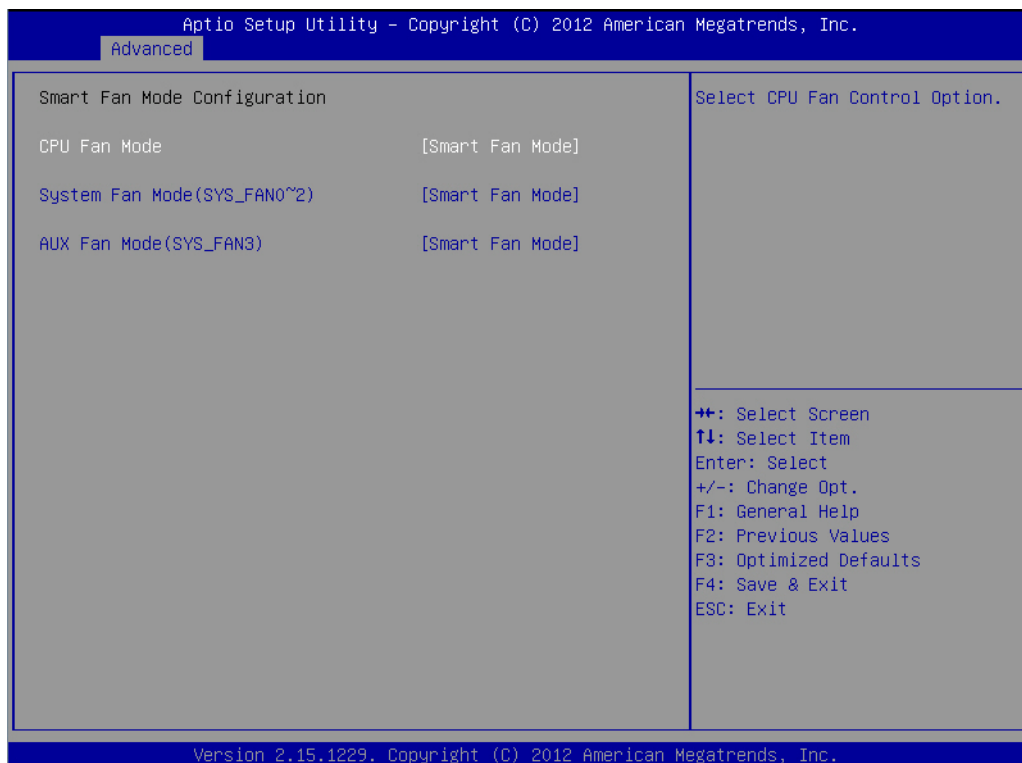 Aptio Setup Utility – Copyright (C) 2012 American Megatrends, Inc.
Advanced
Smart Fan Mode Configuration
CPU Fan Mode [Smart Fan Mode]
System Fan Mode(SYS_FAN0~2) [Smart Fan Mode]
AUX Fan Mode(SYS_FAN3) [Smart Fan Mode]
Select CPU Fan Control Option.
→←: Select Screen
↑↓: Select Item
Enter: Select
+/-: Change Opt.
F1: General Help
F2: Previous Values
F3: Optimized Defaults
F4: Save & Exit
ESC: Exit
Version 2.15.1229. Copyright (C) 2012 American Megatrends, Inc.